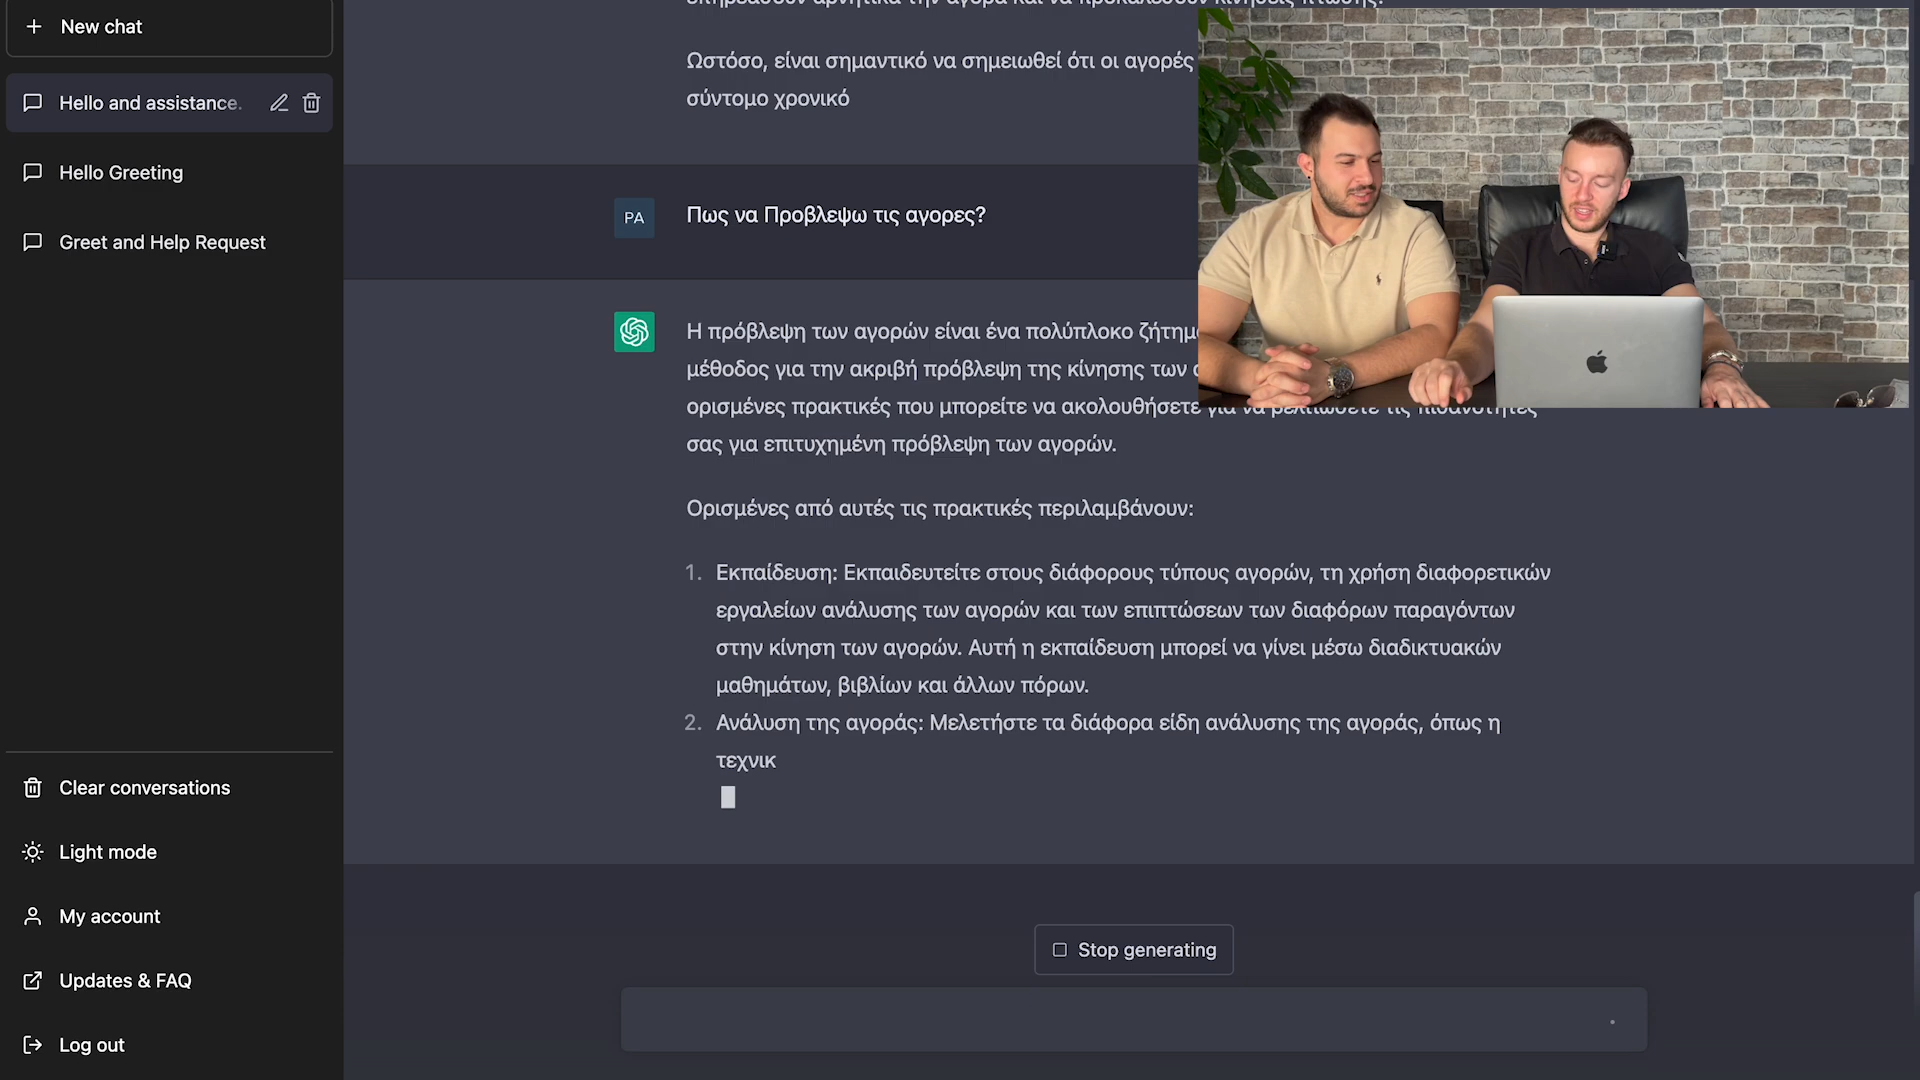 New chat
Hello and assistance.
Hello Greeting
Greet and Help Request
Clear conversations
Light mode
My account
Updates & FAQ
Log out
Ωστόσο, είναι σημαντικό να σημειωθεί ότι οι αγορές
σύντομο χρονικό
PA
Πως να Προβλεψω τις αγορες?
Η πρόβλεψη των αγορών είναι ένα πολύπλοκο
μέθοδος για την ακριβή πρόβλεψη της κίνησης των
ορισμένες πρακτικές που μπορείτε να ακολουθήσετε για να βελτιώσετε τις πιθανότητες
σας για επιτυχημένη πρόβλεψη των αγορών.
Ορισμένες από αυτές τις πρακτικές περιλαμβάνουν:
1. Εκπαίδευση: Εκπαιδευτείτε στους διάφορους τύπους αγορών, τη χρήση διαφορετικών
εργαλείων ανάλυσης των αγορών και των επιπτώσεων των διαφόρων παραγόντων
στην κίνηση των αγορών. Αυτή η εκπαίδευση μπορεί να γίνει μέσω διαδικτυακών
μαθημάτων, βιβλίων και άλλων πόρων.
2. Ανάλυση της αγοράς: Μελετήστε τα διάφορα είδη ανάλυσης της αγοράς, όπως η
τεχνικ
Stop generating